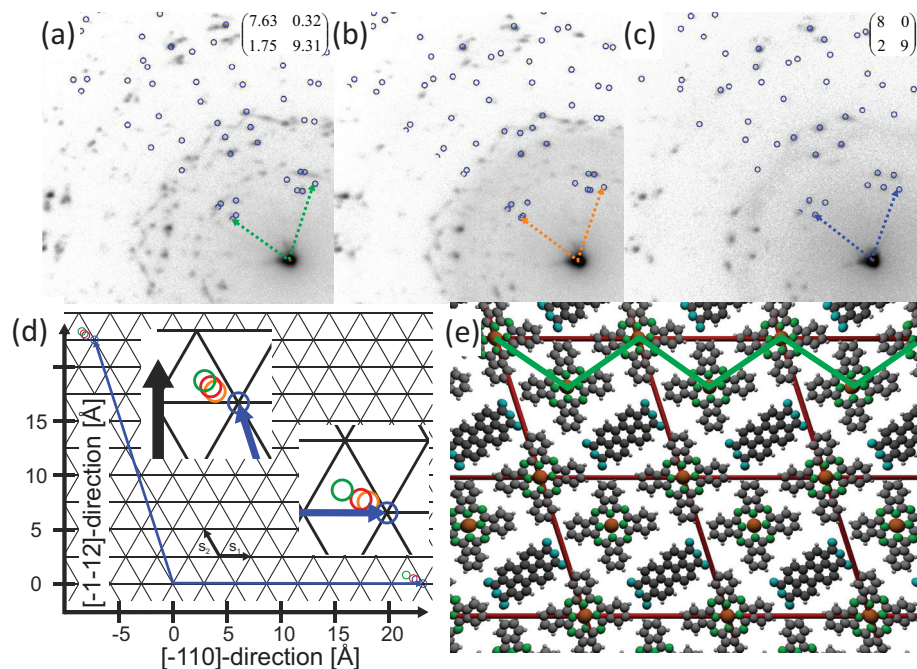 (a)
7.63 0.32
1.75 9.31
(b)
(c)
8 0
2 9
(d)
[-1-12]-direction [Å]
15
10
5
0
s₂ s₁
-5 0 5 10 15 20
[-110]-direction [Å]
(e)